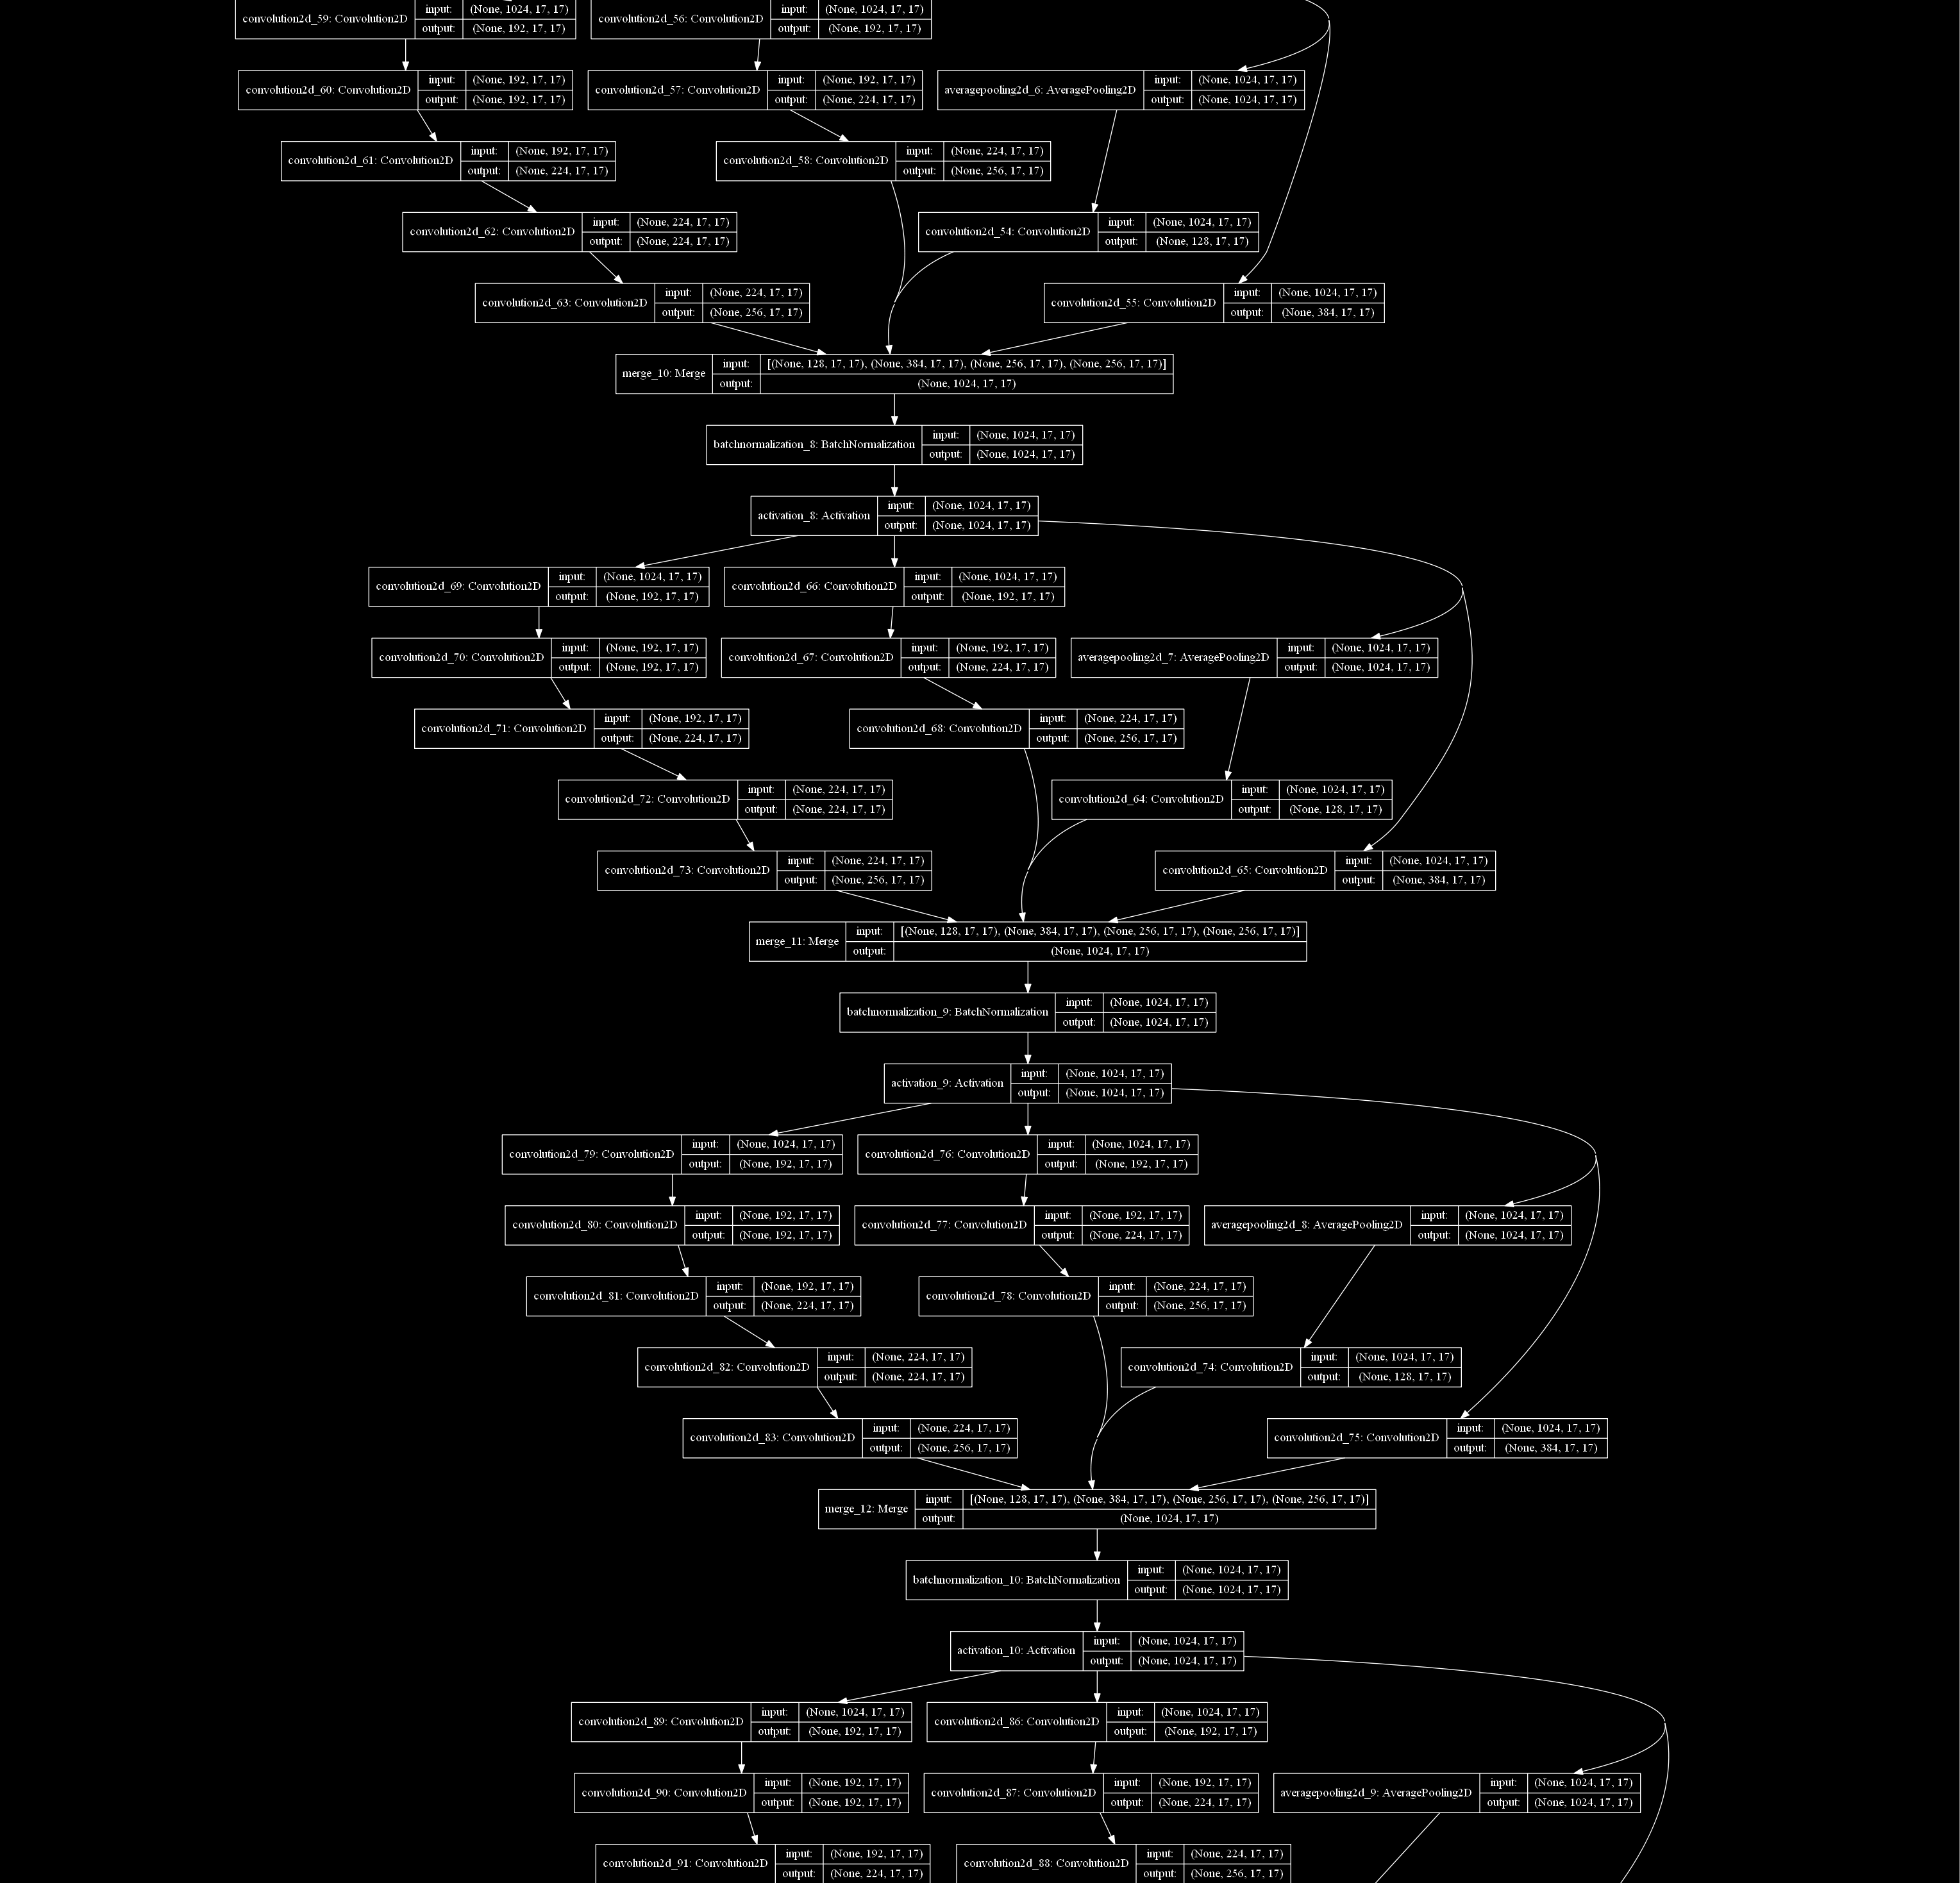 convolution2d_59: Convolution2D input: (None, 1024, 17, 17) output: (None, 192, 17, 17)
convolution2d_56: Convolution2D input: (None, 1024, 17, 17) output: (None, 192, 17, 17)
convolution2d_60: Convolution2D input: (None, 192, 17, 17) output: (None, 192, 17, 17)
convolution2d_57: Convolution2D input: (None, 192, 17, 17) output: (None, 224, 17, 17)
averagepooling2d_6: AveragePooling2D input: (None, 1024, 17, 17) output: (None, 1024, 17, 17)
convolution2d_61: Convolution2D input: (None, 192, 17, 17) output: (None, 224, 17, 17)
convolution2d_58: Convolution2D input: (None, 224, 17, 17) output: (None, 256, 17, 17)
convolution2d_62: Convolution2D input: (None, 224, 17, 17) output: (None, 224, 17, 17)
convolution2d_54: Convolution2D input: (None, 1024, 17, 17) output: (None, 128, 17, 17)
convolution2d_63: Convolution2D input: (None, 224, 17, 17) output: (None, 256, 17, 17)
convolution2d_55: Convolution2D input: (None, 1024, 17, 17) output: (None, 384, 17, 17)
merge_10: Merge input: [(None, 128, 17, 17), (None, 384, 17, 17), (None, 256, 17, 17), (None, 256, 17, 17)] output: (None, 1024, 17, 17)
batchnormalization_8: BatchNormalization input: (None, 1024, 17, 17) output: (None, 1024, 17, 17)
activation_8: Activation input: (None, 1024, 17, 17) output: (None, 1024, 17, 17)
convolution2d_69: Convolution2D input: (None, 1024, 17, 17) output: (None, 192, 17, 17)
convolution2d_66: Convolution2D input: (None, 1024, 17, 17) output: (None, 192, 17, 17)
convolution2d_70: Convolution2D input: (None, 192, 17, 17) output: (None, 192, 17, 17)
convolution2d_67: Convolution2D input: (None, 192, 17, 17) output: (None, 224, 17, 17)
averagepooling2d_7: AveragePooling2D input: (None, 1024, 17, 17) output: (None, 1024, 17, 17)
convolution2d_71: Convolution2D input: (None, 192, 17, 17) output: (None, 224, 17, 17)
convolution2d_68: Convolution2D input: (None, 224, 17, 17) output: (None, 256, 17, 17)
convolution2d_72: Convolution2D input: (None, 224, 17, 17) output: (None, 224, 17, 17)
convolution2d_64: Convolution2D input: (None, 1024, 17, 17) output: (None, 128, 17, 17)
convolution2d_73: Convolution2D input: (None, 224, 17, 17) output: (None, 256, 17, 17)
convolution2d_65: Convolution2D input: (None, 1024, 17, 17) output: (None, 384, 17, 17)
merge_11: Merge input: [(None, 128, 17, 17), (None, 384, 17, 17), (None, 256, 17, 17), (None, 256, 17, 17)] output: (None, 1024, 17, 17)
batchnormalization_9: BatchNormalization input: (None, 1024, 17, 17) output: (None, 1024, 17, 17)
activation_9: Activation input: (None, 1024, 17, 17) output: (None, 1024, 17, 17)
convolution2d_79: Convolution2D input: (None, 1024, 17, 17) output: (None, 192, 17, 17)
convolution2d_76: Convolution2D input: (None, 1024, 17, 17) output: (None, 192, 17, 17)
convolution2d_80: Convolution2D input: (None, 192, 17, 17) output: (None, 192, 17, 17)
convolution2d_77: Convolution2D input: (None, 192, 17, 17) output: (None, 224, 17, 17)
averagepooling2d_8: AveragePooling2D input: (None, 1024, 17, 17) output: (None, 1024, 17, 17)
convolution2d_81: Convolution2D input: (None, 192, 17, 17) output: (None, 224, 17, 17)
convolution2d_78: Convolution2D input: (None, 224, 17, 17) output: (None, 256, 17, 17)
convolution2d_82: Convolution2D input: (None, 224, 17, 17) output: (None, 224, 17, 17)
convolution2d_74: Convolution2D input: (None, 1024, 17, 17) output: (None, 128, 17, 17)
convolution2d_83: Convolution2D input: (None, 224, 17, 17) output: (None, 256, 17, 17)
convolution2d_75: Convolution2D input: (None, 1024, 17, 17) output: (None, 384, 17, 17)
merge_12: Merge input: [(None, 128, 17, 17), (None, 384, 17, 17), (None, 256, 17, 17), (None, 256, 17, 17)] output: (None, 1024, 17, 17)
batchnormalization_10: BatchNormalization input: (None, 1024, 17, 17) output: (None, 1024, 17, 17)
activation_10: Activation input: (None, 1024, 17, 17) output: (None, 1024, 17, 17)
convolution2d_89: Convolution2D input: (None, 1024, 17, 17) output: (None, 192, 17, 17)
convolution2d_86: Convolution2D input: (None, 1024, 17, 17) output: (None, 192, 17, 17)
convolution2d_90: Convolution2D input: (None, 192, 17, 17) output: (None, 192, 17, 17)
convolution2d_87: Convolution2D input: (None, 192, 17, 17) output: (None, 224, 17, 17)
averagepooling2d_9: AveragePooling2D input: (None, 1024, 17, 17) output: (None, 1024, 17, 17)
convolution2d_91: Convolution2D input: (None, 192, 17, 17) output: (None, 224, 17, 17)
convolution2d_88: Convolution2D input: (None, 224, 17, 17) output: (None, 256, 17, 17)